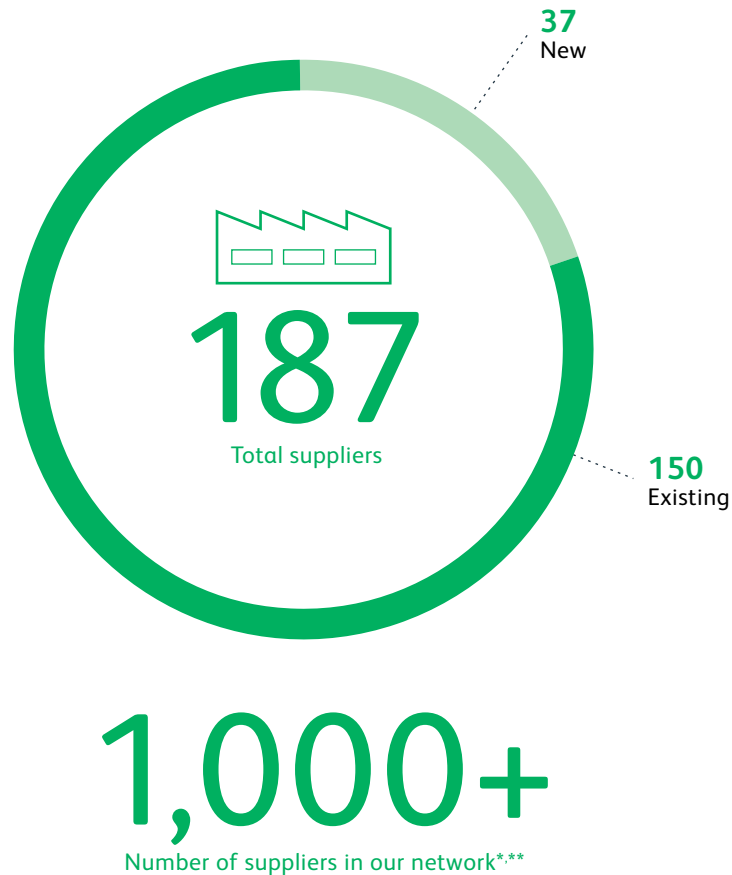 37
New
187
Total suppliers
150
Existing
1,000+
Number of suppliers in our network*,**